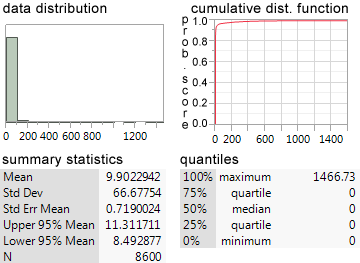 data distribution
0 200 400 600 800 1200
cumulative dist. function
prob. score
1.0
0.8
0.6
0.4
0.2
0.0
0 200 600 1000 1600
summary statistics
Mean 9.9022942
Std Dev 66.67754
Std Err Mean 0.7190024
Upper 95% Mean 11.311711
Lower 95% Mean 8.492877
N 8600
quantiles
100% maximum 1466.73
75% quartile 0
50% median 0
25% quartile 0
0% minimum 0